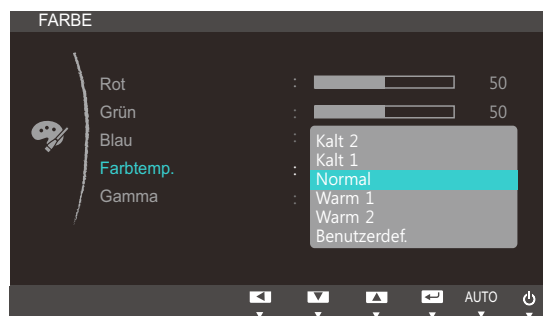 FARBE
Rot : 50
Grün : 50
Blau :
Farbtemp. :
Gamma :
Kalt 2
Kalt 1
Normal
Warm 1
Warm 2
Benutzerdef.
AUTO